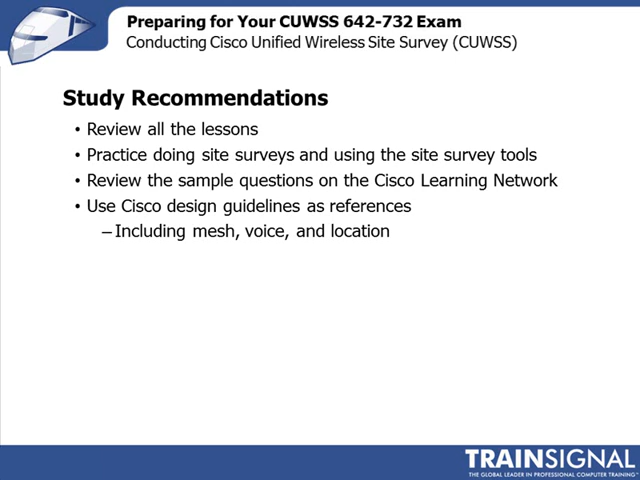 Preparing for Your CUWSS 642-732 Exam
Conducting Cisco Unified Wireless Site Survey (CUWSS)
Study Recommendations
• Review all the lessons
• Practice doing site surveys and using the site survey tools
• Review the sample questions on the Cisco Learning Network
• Use Cisco design guidelines as references
– Including mesh, voice, and location
TRAINSIGNAL
THE GLOBAL LEADER IN PROFESSIONAL COMPUTER TRAINING™